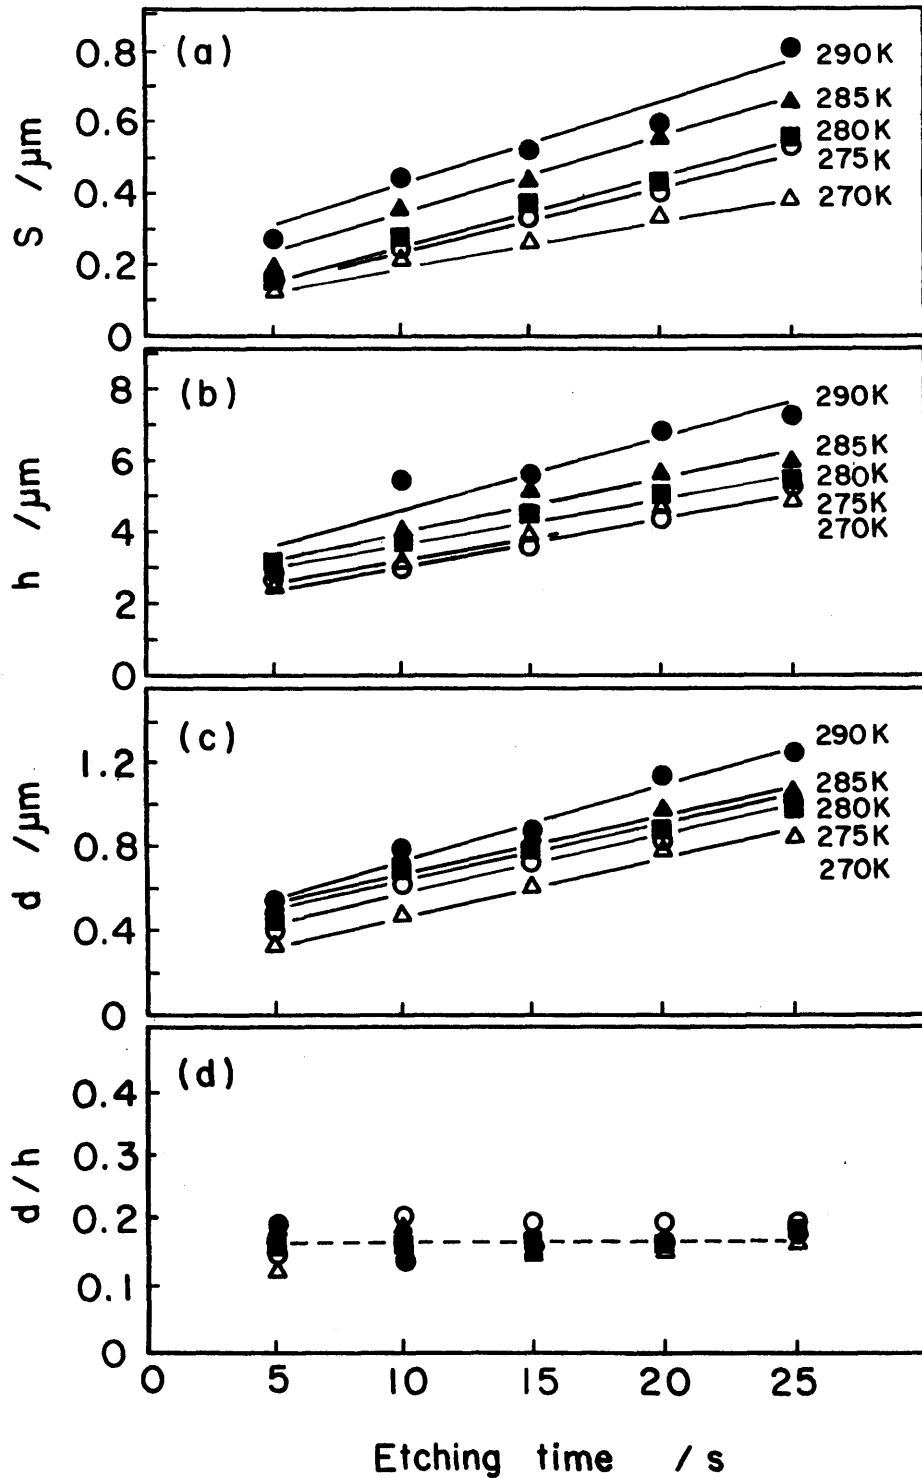 (a)
S /μm
0.8
0.6
0.4
0.2
0
290K
285K
280K
275K
270K
(b)
h /μm
8
6
4
2
0
290K
285K
280K
275K
270K
(c)
d /μm
1.2
0.8
0.4
0
290K
285K
280K
275K
270K
(d)
d/h
0.4
0.3
0.2
0.1
0
0 5 10 15 20 25
Etching time /s